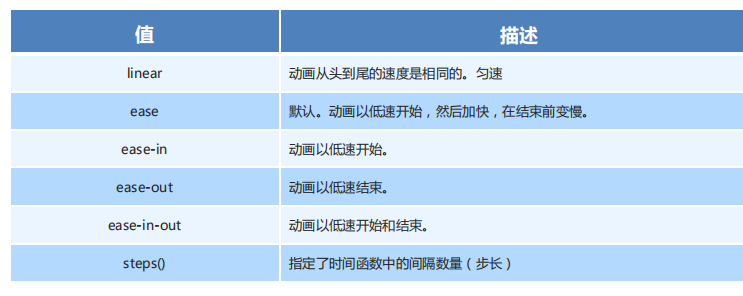 值 描述
linear 动画从头到尾的速度是相同的。匀速
ease 默认。动画以低速开始，然后加快，在结束前变慢。
ease-in 动画以低速开始。
ease-out 动画以低速结束。
ease-in-out 动画以低速开始和结束。
steps() 指定了时间函数中的间隔数量（步长）